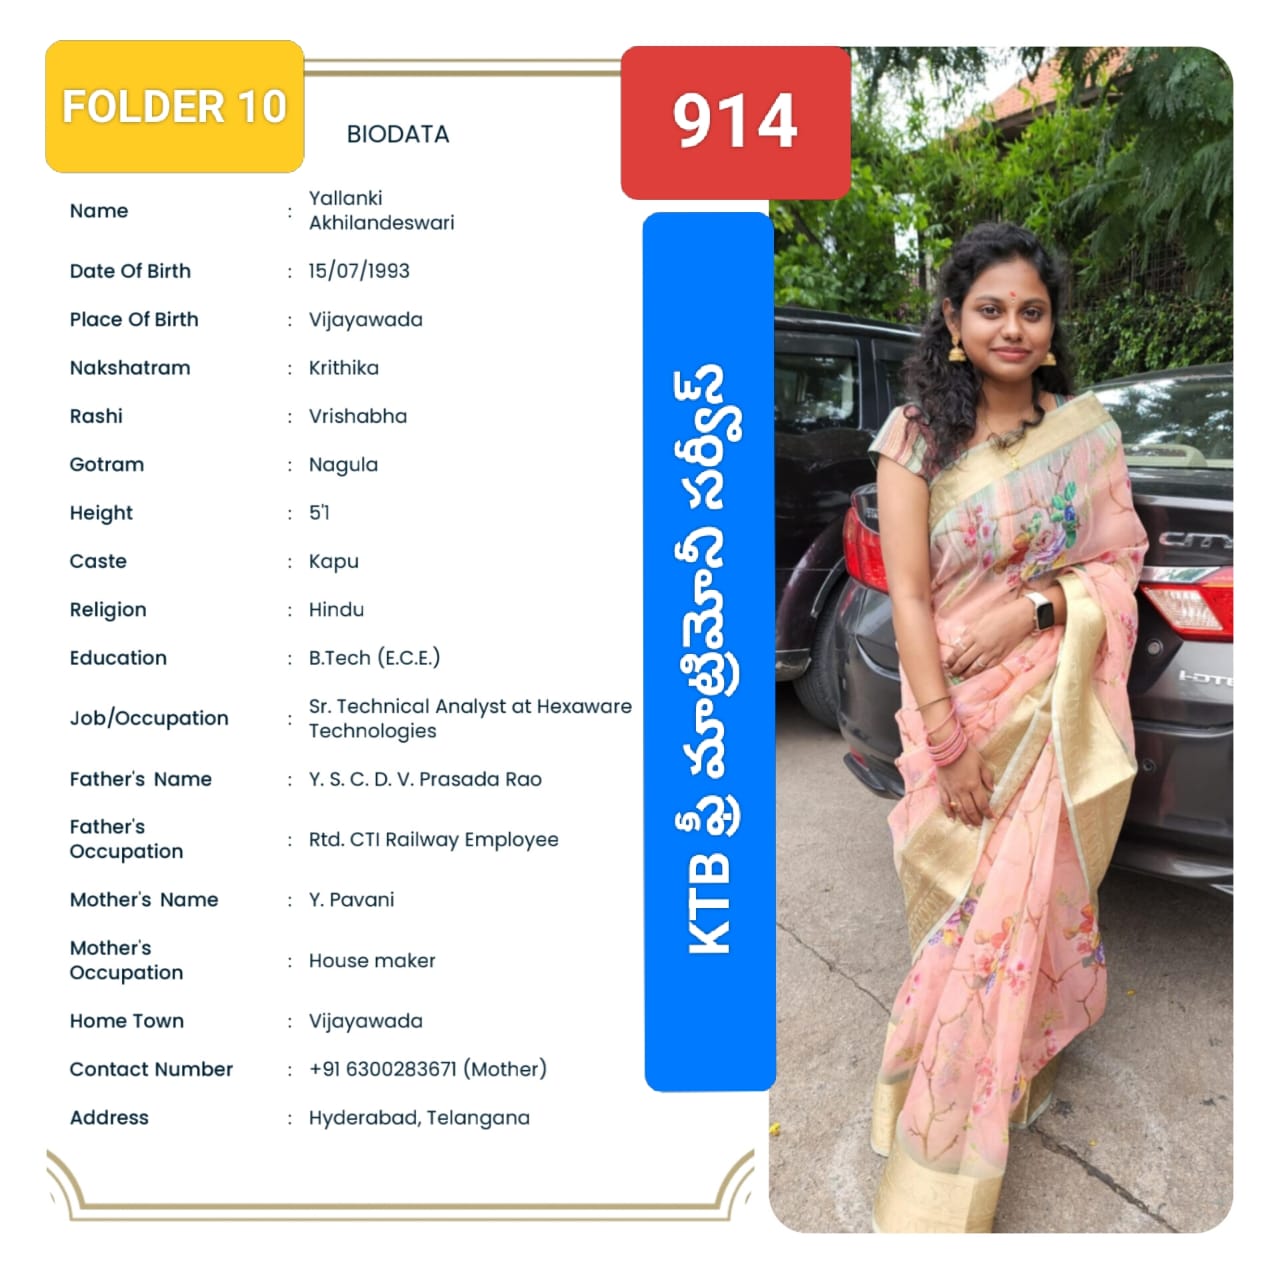 FOLDER 10
914
BIODATA
Name : Yallanki
Akhilandeswari
Date Of Birth : 15/07/1993
Place Of Birth : Vijayawada
Nakshatram : Krithika
Rashi : Vrishabha
Gotram : Nagula
Height : 5'1
Caste : Kapu
Religion : Hindu
Education : B.Tech (E.C.E.)
Job/Occupation : Sr. Technical Analyst at Hexaware
Technologies
Father's Name : Y. S. C. D. V. Prasada Rao
Father's
Occupation : Rtd. CTI Railway Employee
Mother's Name : Y. Pavani
Mother's
Occupation : House maker
Home Town : Vijayawada
Contact Number : +91 6300283671 (Mother)
Address : Hyderabad, Telangana
KTB ఫ్రీ మాట్రిమోనీ సర్వీస్
CITY
i-DTE